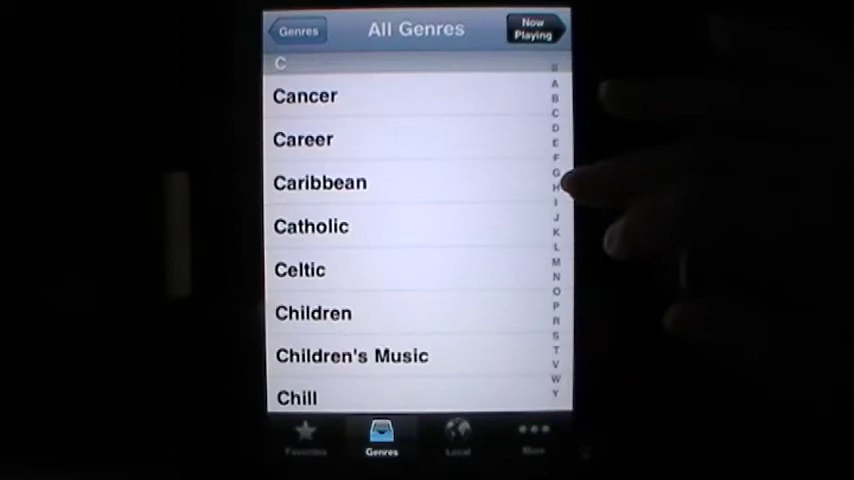 Genres
All Genres
Now
Playing
C
Cancer
Career
Caribbean
Catholic
Celtic
Children
Children's Music
Chill
A
B
C
D
E
F
G
H
I
J
K
L
M
N
O
P
R
S
T
V
W
Y
Favorites
Genres
Local
More